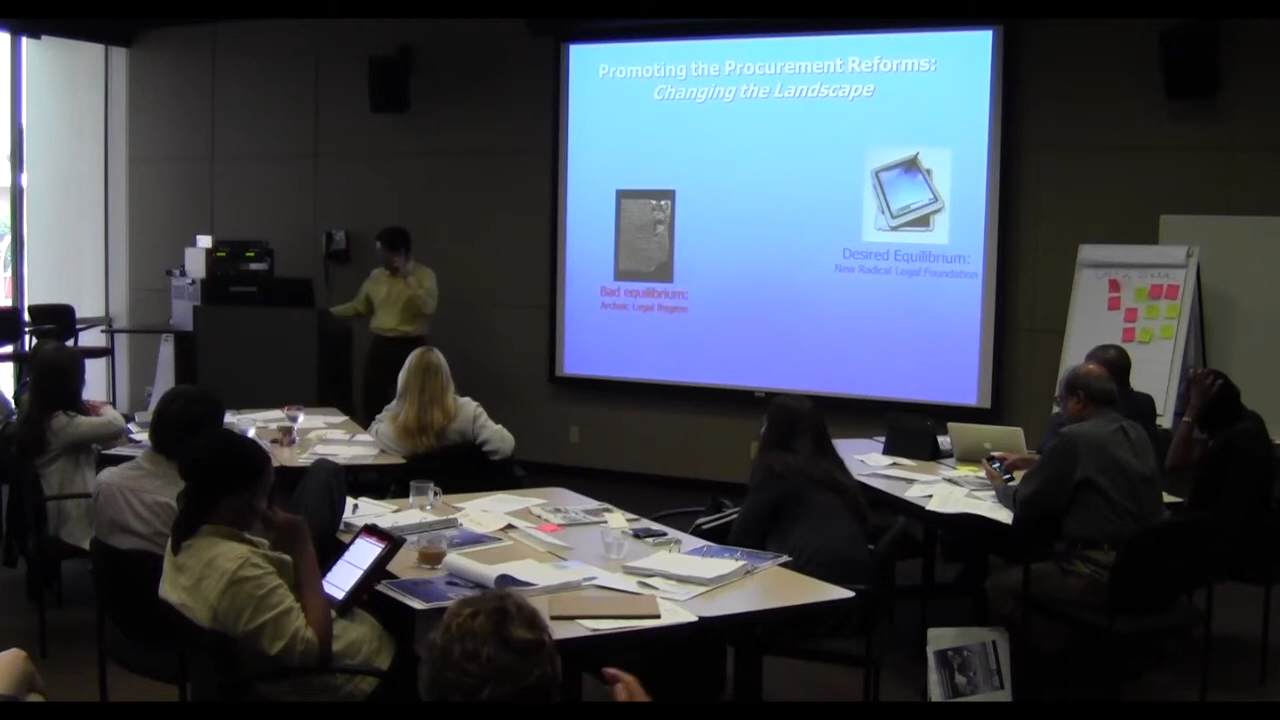 Promoting the Procurement Reforms:
Changing the Landscape
Desired Equilibrium:
New Radical Legal Foundation
Bad equilibrium:
Archaic Legal Regime